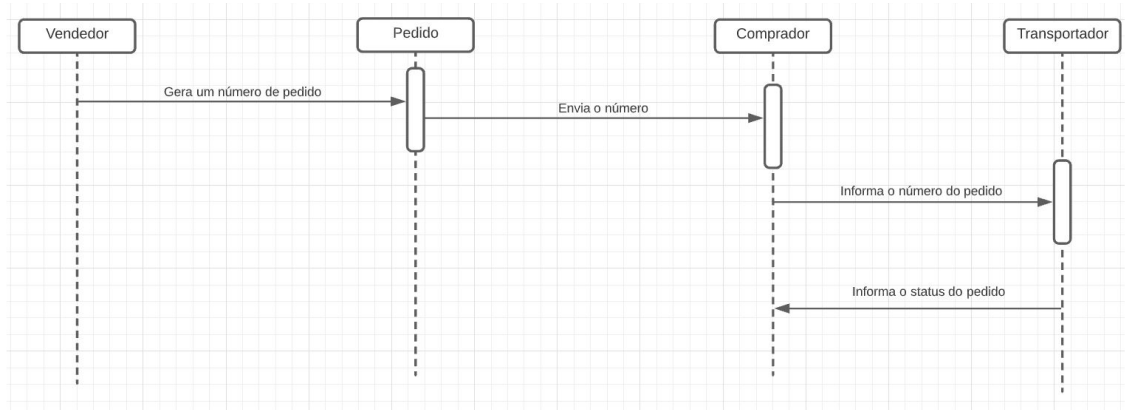 Vendedor
Pedido
Comprador
Transportador
Gera um número de pedido
Envia o número
Informa o número do pedido
Informa o status do pedido